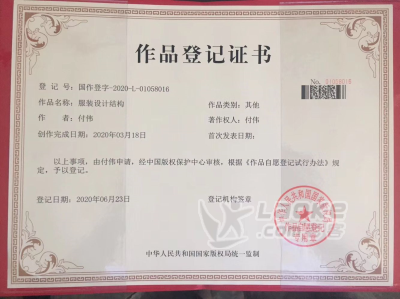 作品登记证书
登 记 号：国作登字-2020-L-01058016
No.
作品名称：服装设计结构 作品类别：其他
作 者：付伟 著作权人：付伟
创作完成日期：2020年03月18日 首次发表日期：
以上事项，由付伟申请，经中国版权保护中心审核，根据《作品自愿登记试行办法》规
定，予以登记。
登记日期：2020年06月23日 登记机构签章
中华人民共和国国家版权局统一监制